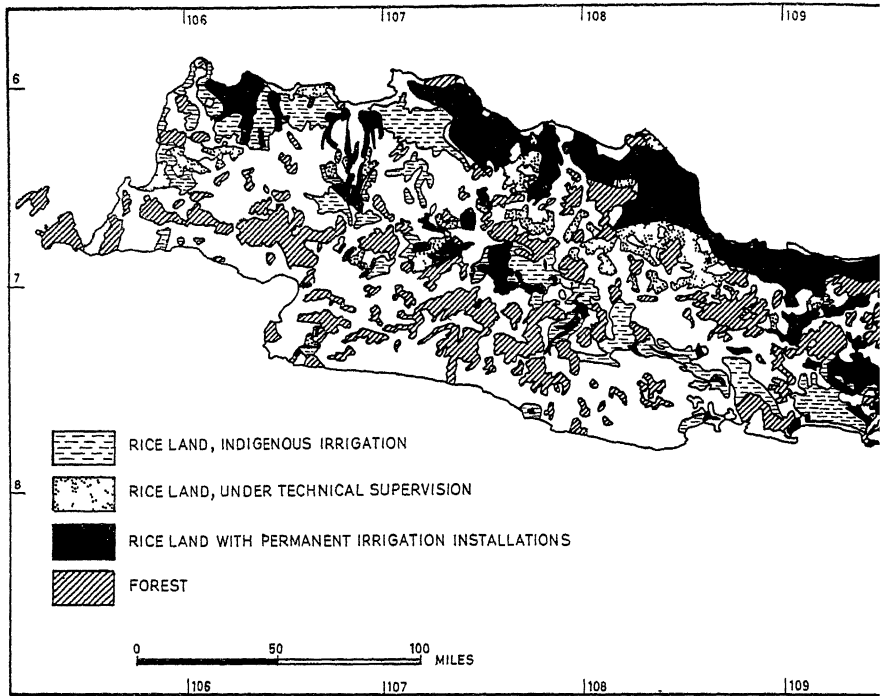 106 107 108 109
6
7
8
RICE LAND, INDIGENOUS IRRIGATION
RICE LAND, UNDER TECHNICAL SUPERVISION
RICE LAND WITH PERMANENT IRRIGATION INSTALLATIONS
FOREST
0 50 100
MILES
106 107 108 109